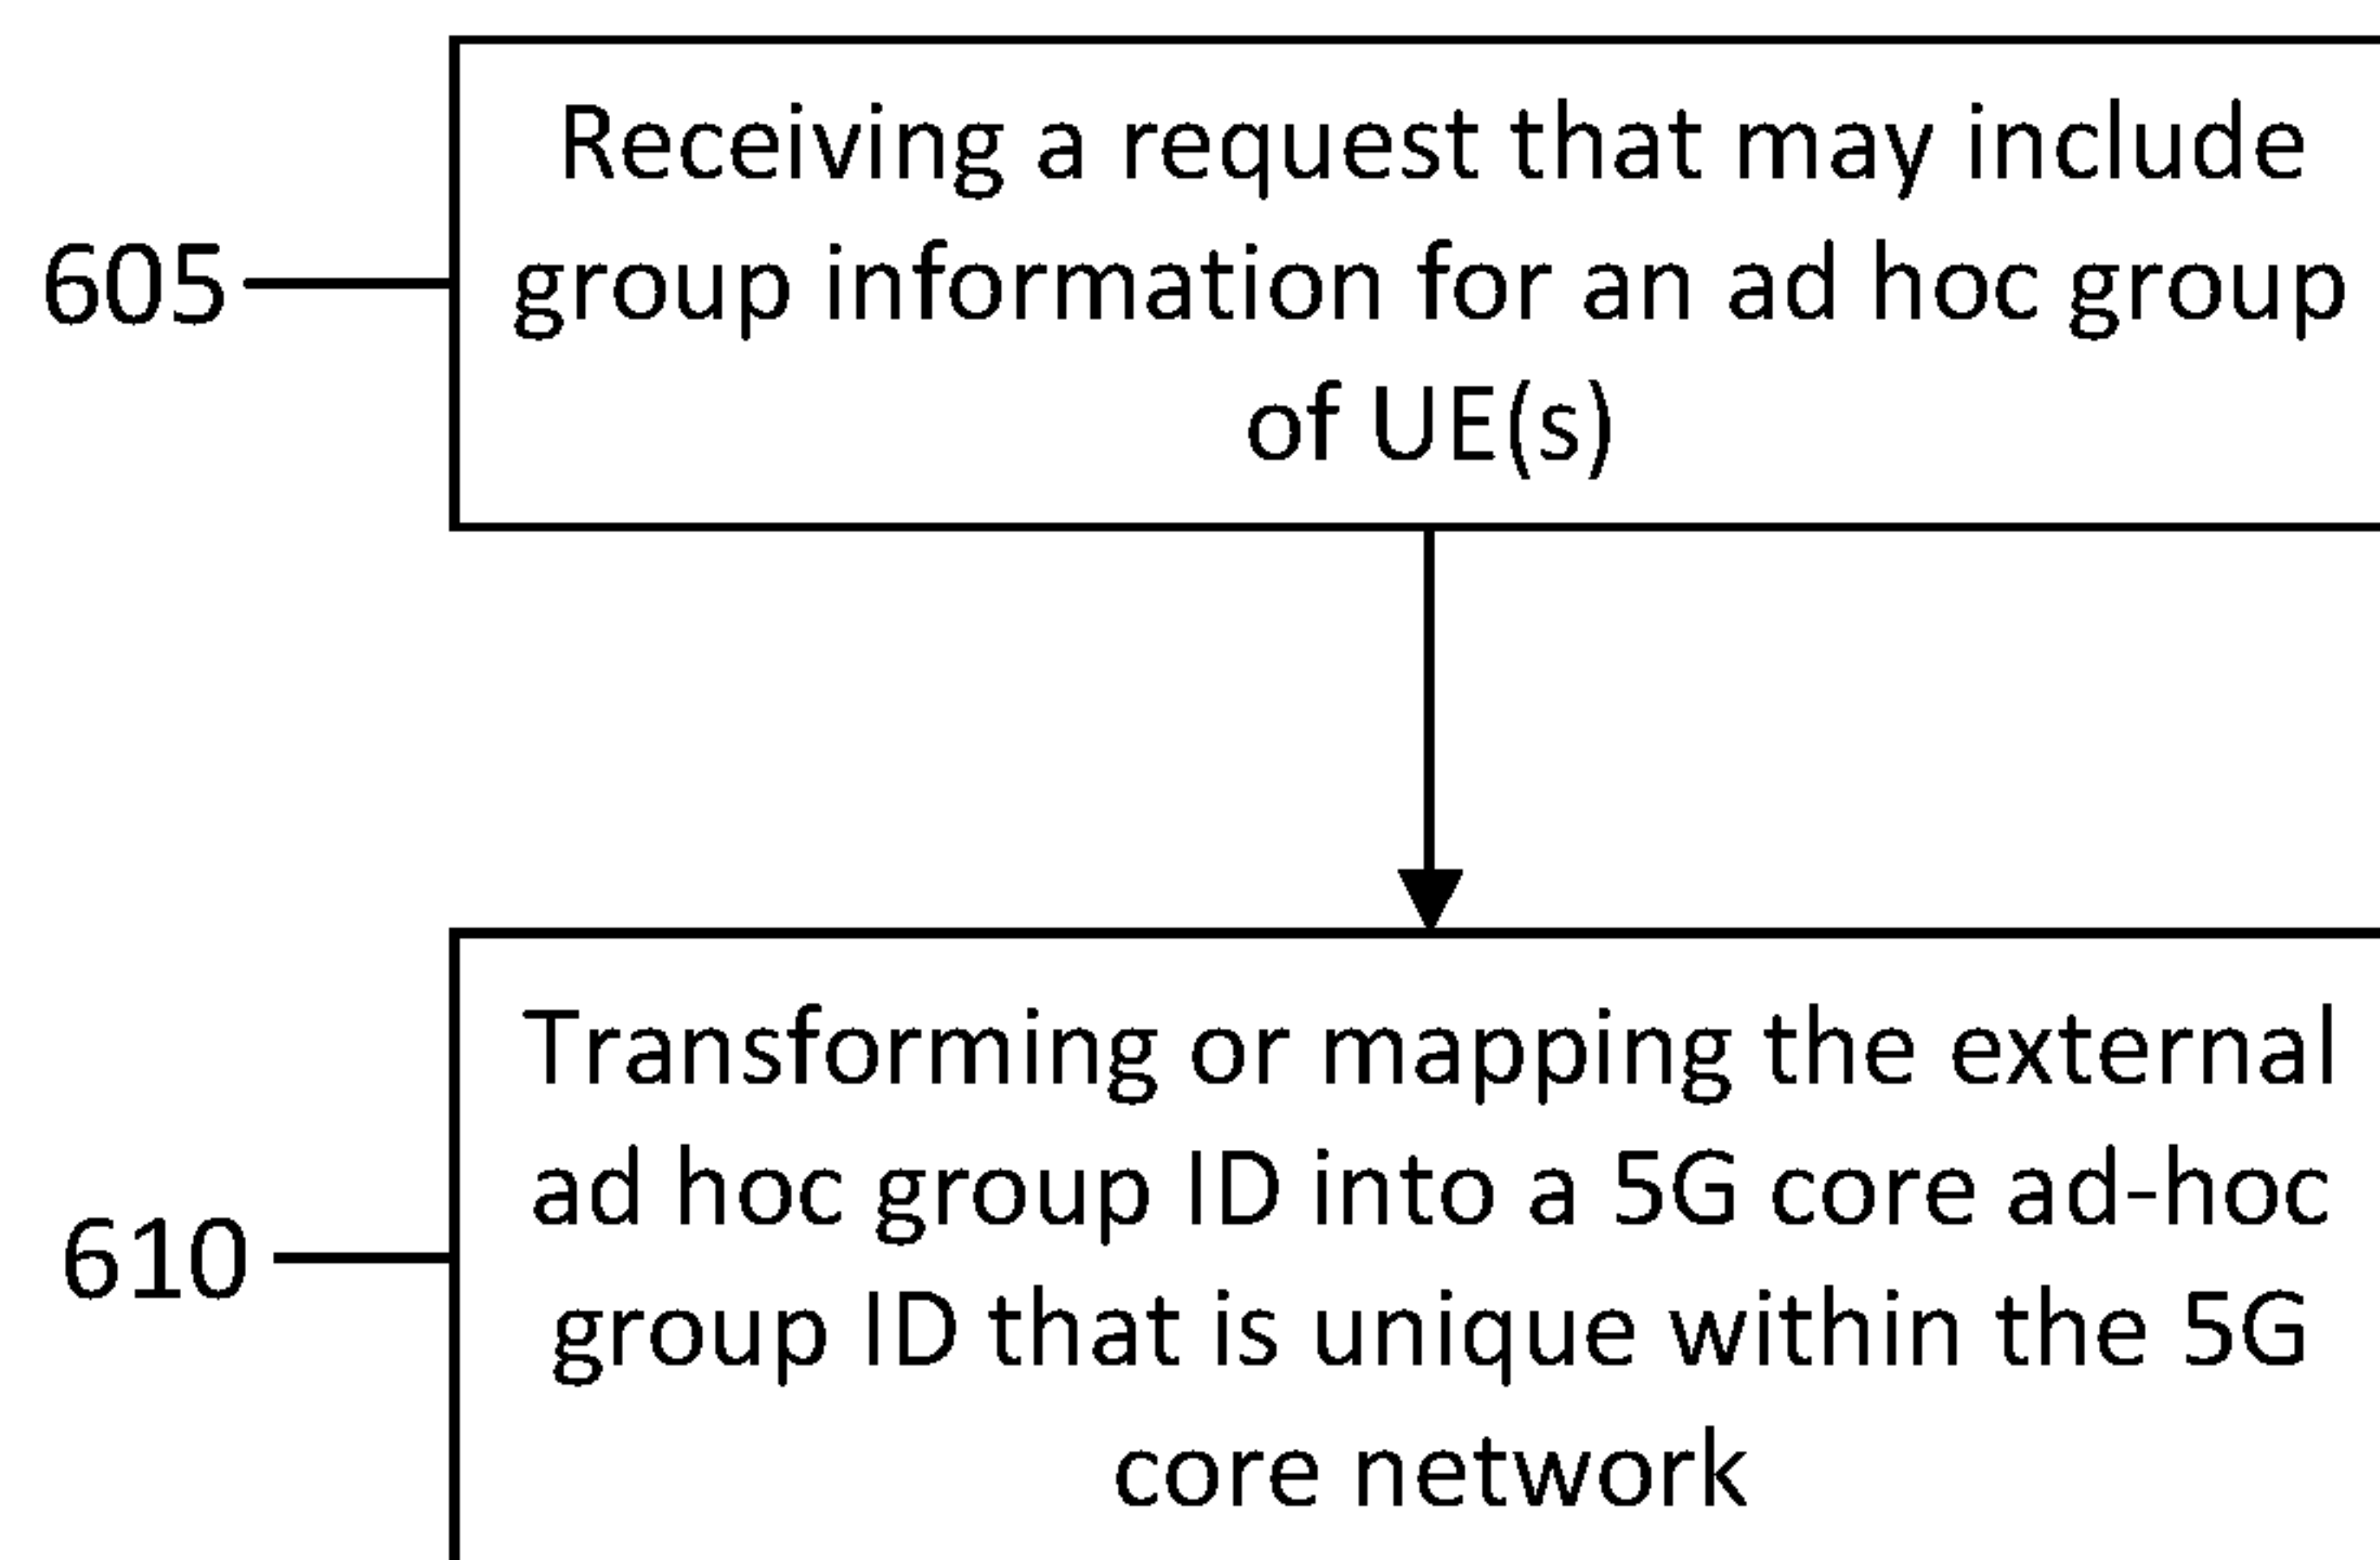 Receiving a request that may include
group information for an ad hoc group
of UE(s)
605
Transforming or mapping the external
ad hoc group ID into a 5G core ad-hoc
group ID that is unique within the 5G
core network
610